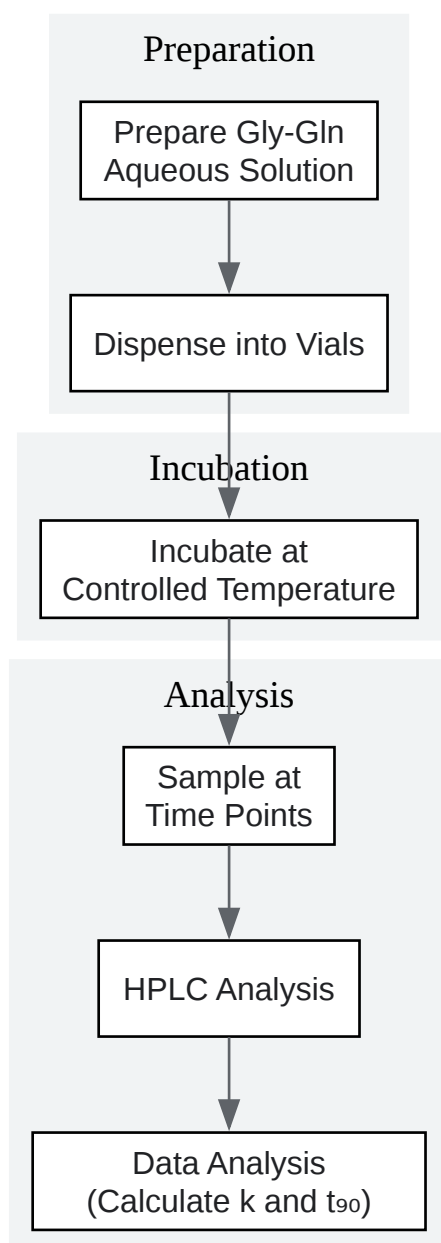 Preparation
Prepare Gly-Gln
Aqueous Solution
Dispense into Vials
Incubation
Incubate at
Controlled Temperature
Analysis
Sample at
Time Points
HPLC Analysis
Data Analysis
(Calculate k and t₉₀)